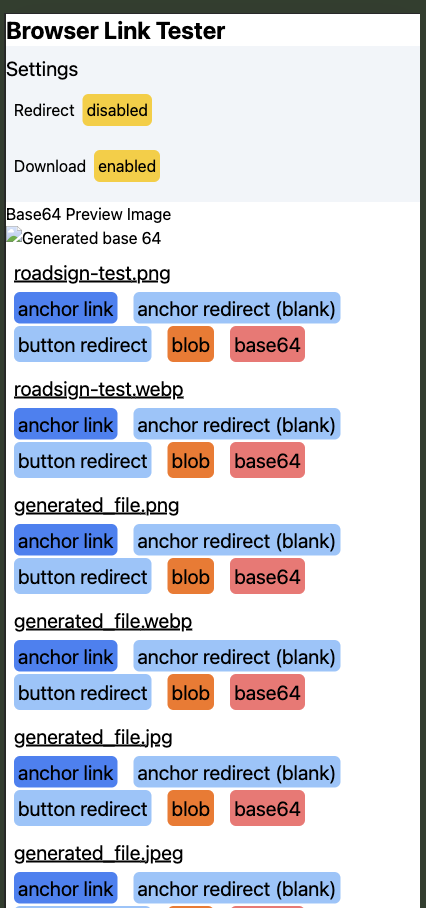 Browser Link Tester
Settings
Redirect disabled
Download enabled
Base64 Preview Image
Generated base 64
roadsign-test.png
anchor link anchor redirect (blank)
button redirect blob base64
roadsign-test.webp
anchor link anchor redirect (blank)
button redirect blob base64
generated_file.png
anchor link anchor redirect (blank)
button redirect blob base64
generated_file.webp
anchor link anchor redirect (blank)
button redirect blob base64
generated_file.jpg
anchor link anchor redirect (blank)
button redirect blob base64
generated_file.jpeg
anchor link anchor redirect (blank)